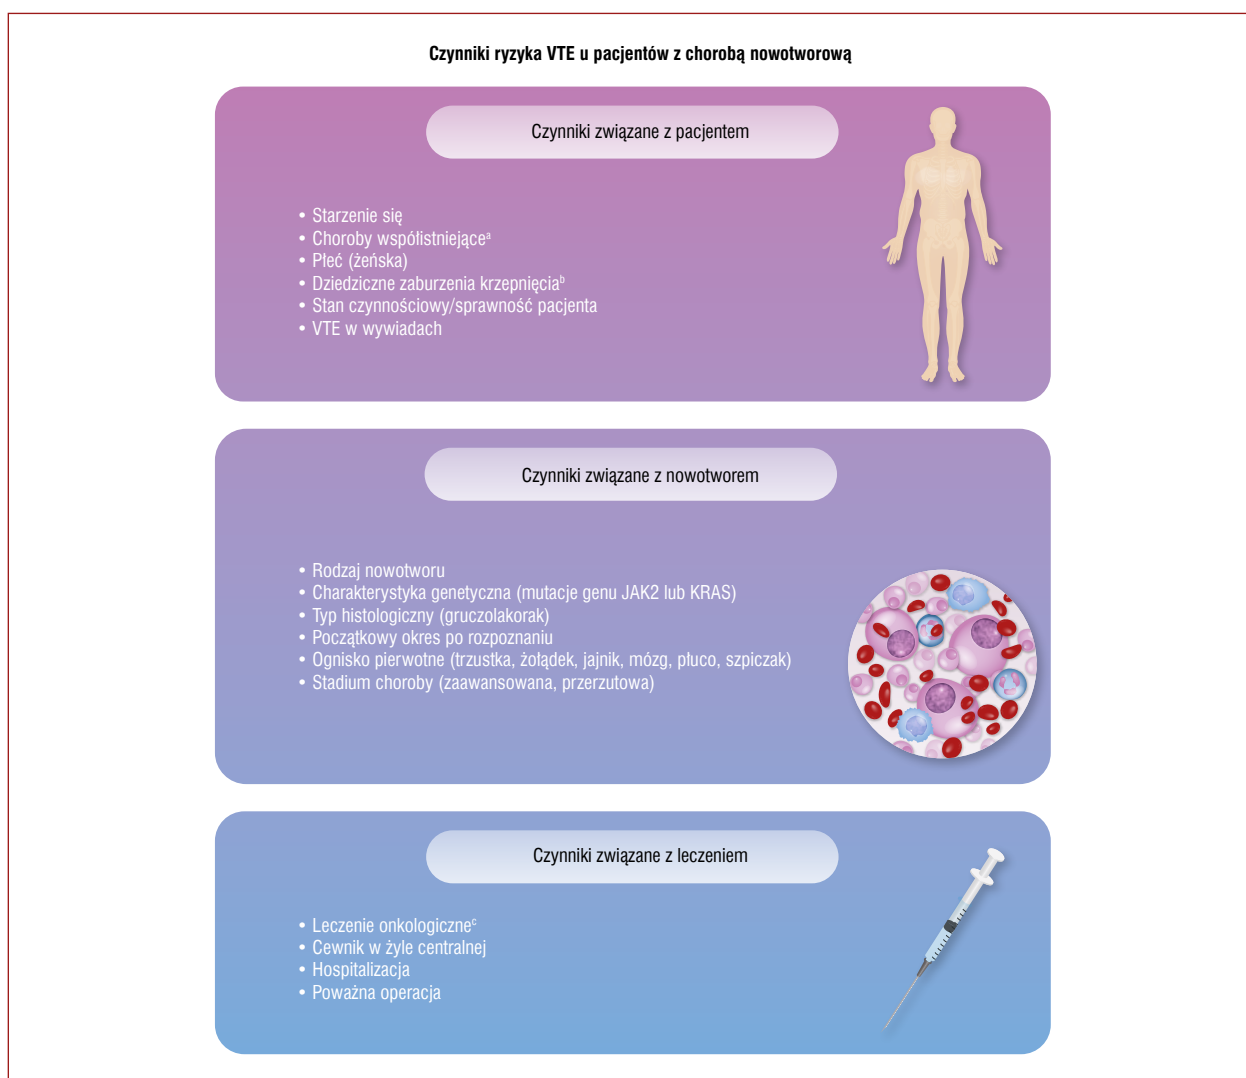 Czynniki ryzyka VTE u pacjentów z chorobą nowotworową
Czynniki związane z pacjentem
• Starzenie się
• Choroby współistniejąceᵃ
• Płeć (żeńska)
• Dziedziczne zaburzenia krzepnięciaᵇ
• Stan czynnościowy/sprawność pacjenta
• VTE w wywiadach
Czynniki związane z nowotworem
• Rodzaj nowotworu
• Charakterystyka genetyczna (mutacje genu JAK2 lub KRAS)
• Typ histologiczny (gruczolakorak)
• Początkowy okres po rozpoznaniu
• Ognisko pierwotne (trzustka, żołądek, jajnik, mózg, płuco, szpiczak)
• Stadium choroby (zaawansowana, przerzutowa)
Czynniki związane z leczeniem
• Leczenie onkologiczneᶜ
• Cewnik w żyle centralnej
• Hospitalizacja
• Poważna operacja